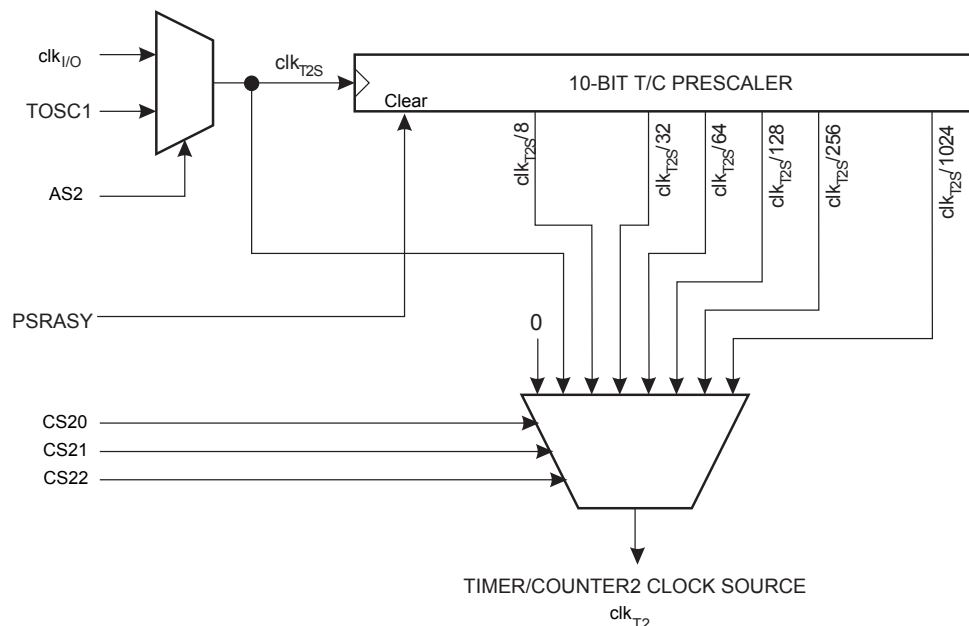 clkI/O
clkT2S
10-BIT T/C PRESCALER
TOSC1
Clear
AS2
clkT2S/8
clkT2S/32
clkT2S/64
clkT2S/128
clkT2S/256
clkT2S/1024
PSRASY
0
CS20
CS21
CS22
TIMER/COUNTER2 CLOCK SOURCE
clkT2